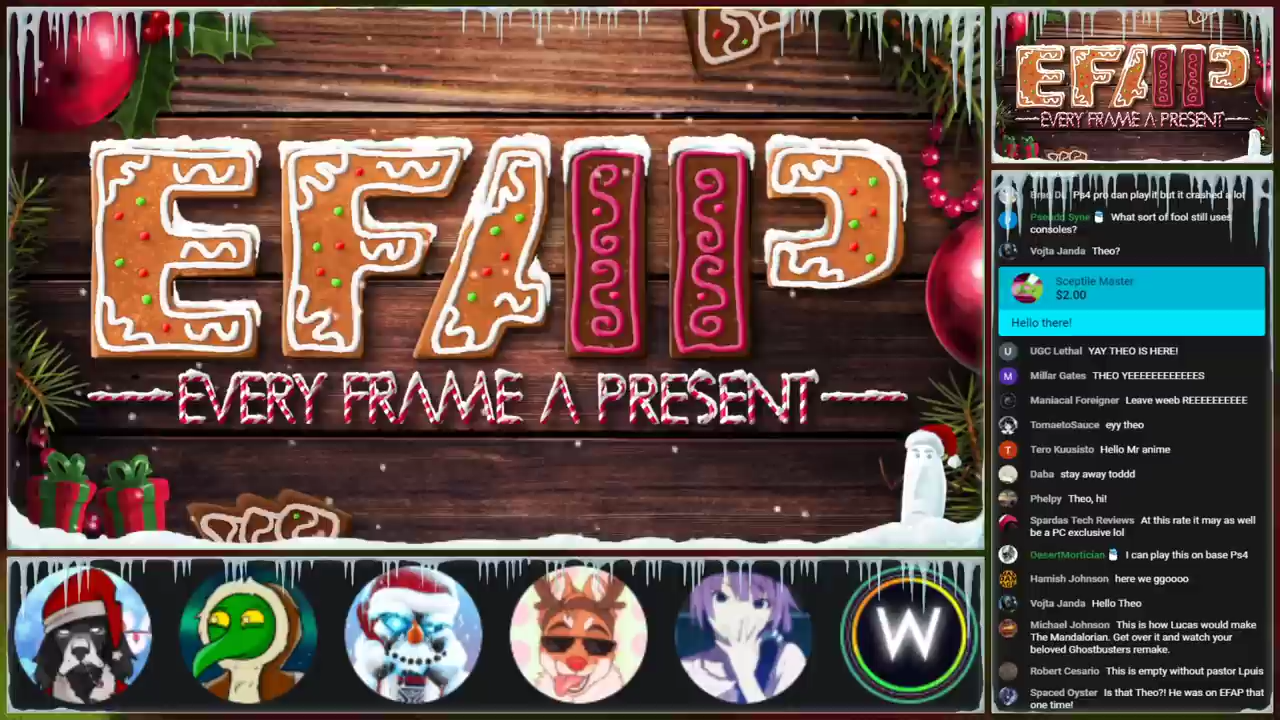 EFAP
EVERY FRAME A PRESENT
EFAP
EVERY FRAME A PRESENT
Ps4 pro can play it but it crashed a lot
Pseudo Syne What sort of fool still uses
consoles?
Vojta Janda Theo?
Sceptile Master
$2.00
Hello there!
U UGC Lethal YAY THEO IS HERE!
M Millar Gates THEO YEEEEEEEEEEEES
Maniacal Foreigner Leave weeb REEEEEEEEEE
TomaetoSauce eyy theo
T Tero Kuusisto Hello Mr anime
Daba stay away toddd
Phelpy Theo, hi!
Spardas Tech Reviews At this rate it may as well
be a PC exclusive lol
DesertMortician I can play this on base Ps4
Hamish Johnson here we ggoooo
Vojta Janda Hello Theo
Michael Johnson This is how Lucas would make
The Mandalorian. Get over it and watch your
beloved Ghostbusters remake.
Robert Cesario This is empty without pastor Lpuis
Spaced Oyster Is that Theo?! He was on EFAP that
one time!
W